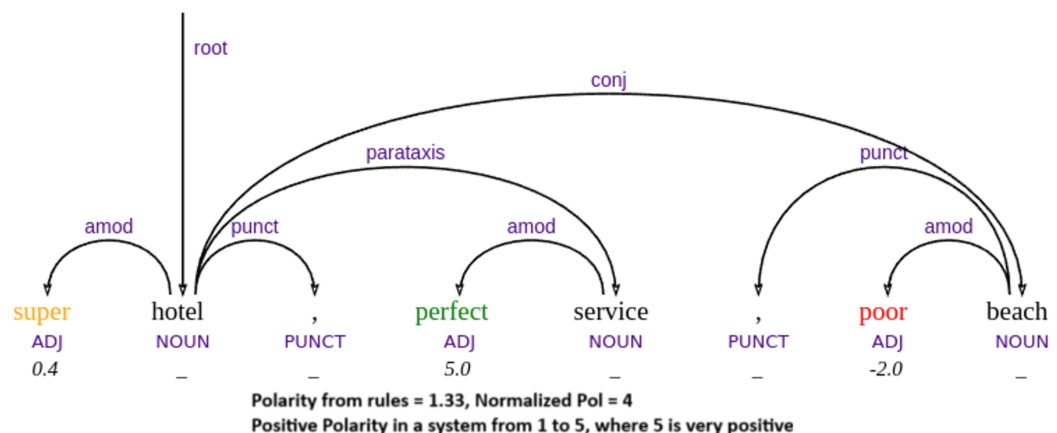 root
conj
parataxis punct
amod punct amod amod
super hotel , perfect service , poor beach
ADJ NOUN PUNCT ADJ NOUN PUNCT ADJ NOUN
0.4 _ _ 5.0 _ _ -2.0 _
Polarity from rules = 1.33, Normalized Pol = 4
Positive Polarity in a system from 1 to 5, where 5 is very positive